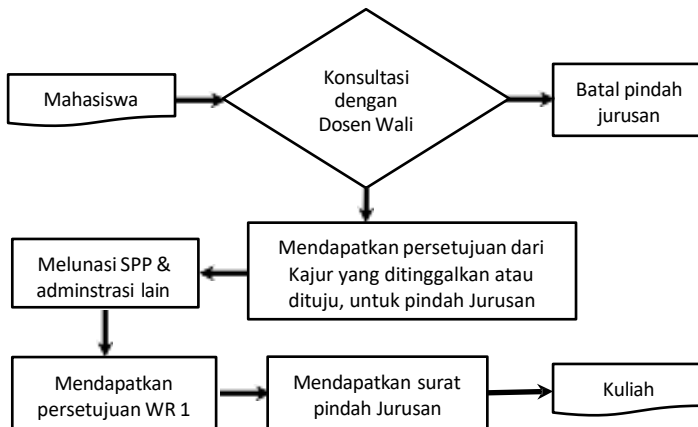 Mahasiswa
Konsultasi
dengan
Dosen Wali
Batal pindah
jurusan
Mendapatkan persetujuan dari
Kajur yang ditinggalkan atau
dituju, untuk pindah Jurusan
Melunasi SPP &
adminstrasi lain
Mendapatkan
persetujuan WR 1
Mendapatkan surat
pindah Jurusan
Kuliah